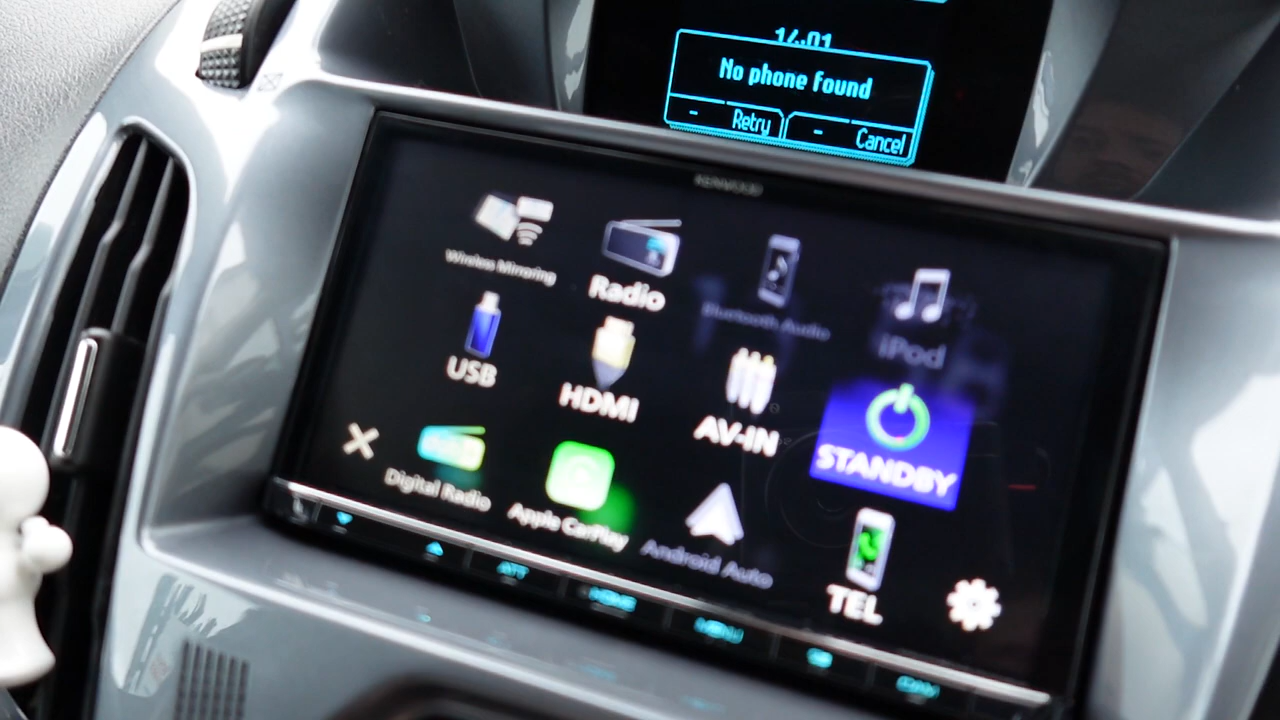 14:01
No phone found
- Retry - Cancel
KENWOOD
Wireless Mirroring
Radio
Bluetooth Audio
iPod
USB
HDMI
AV-IN
STANDBY
Digital Radio
Apple CarPlay
Android Auto
TEL
ATT
HOME
MENU